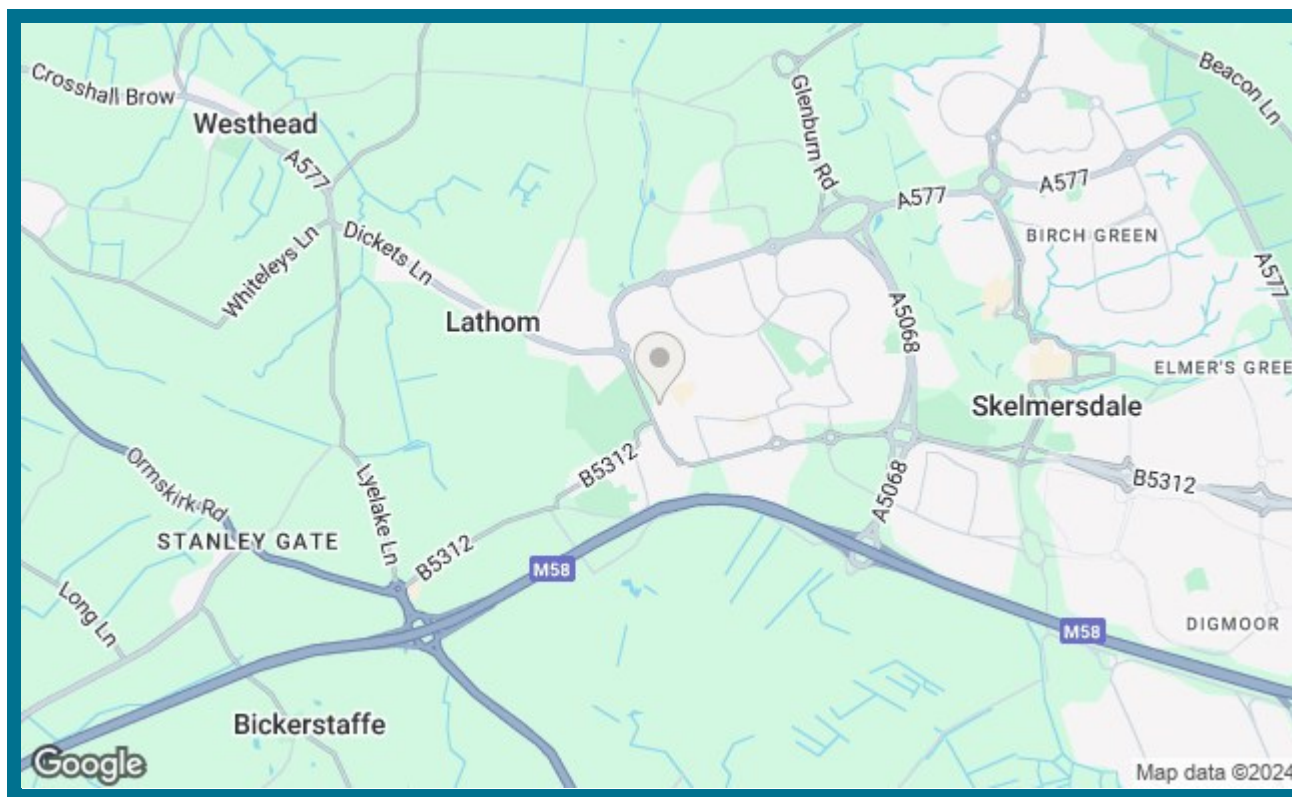 Crosshall Brow
Westhead
A577
Beacon Ln
Glenburn Rd
A577
A577
BIRCH GREEN
Whiteleys Ln
Dickets Ln
A577
Lathom
A5068
ELMER'S GREE
Skelmersdale
B5312
A5068
B5312
Ormskirk Rd
Lyelake Ln
STANLEY GATE
B5312
M58
Long Ln
DIGMOOR
M58
Bickerstaffe
Google
Map data ©2024